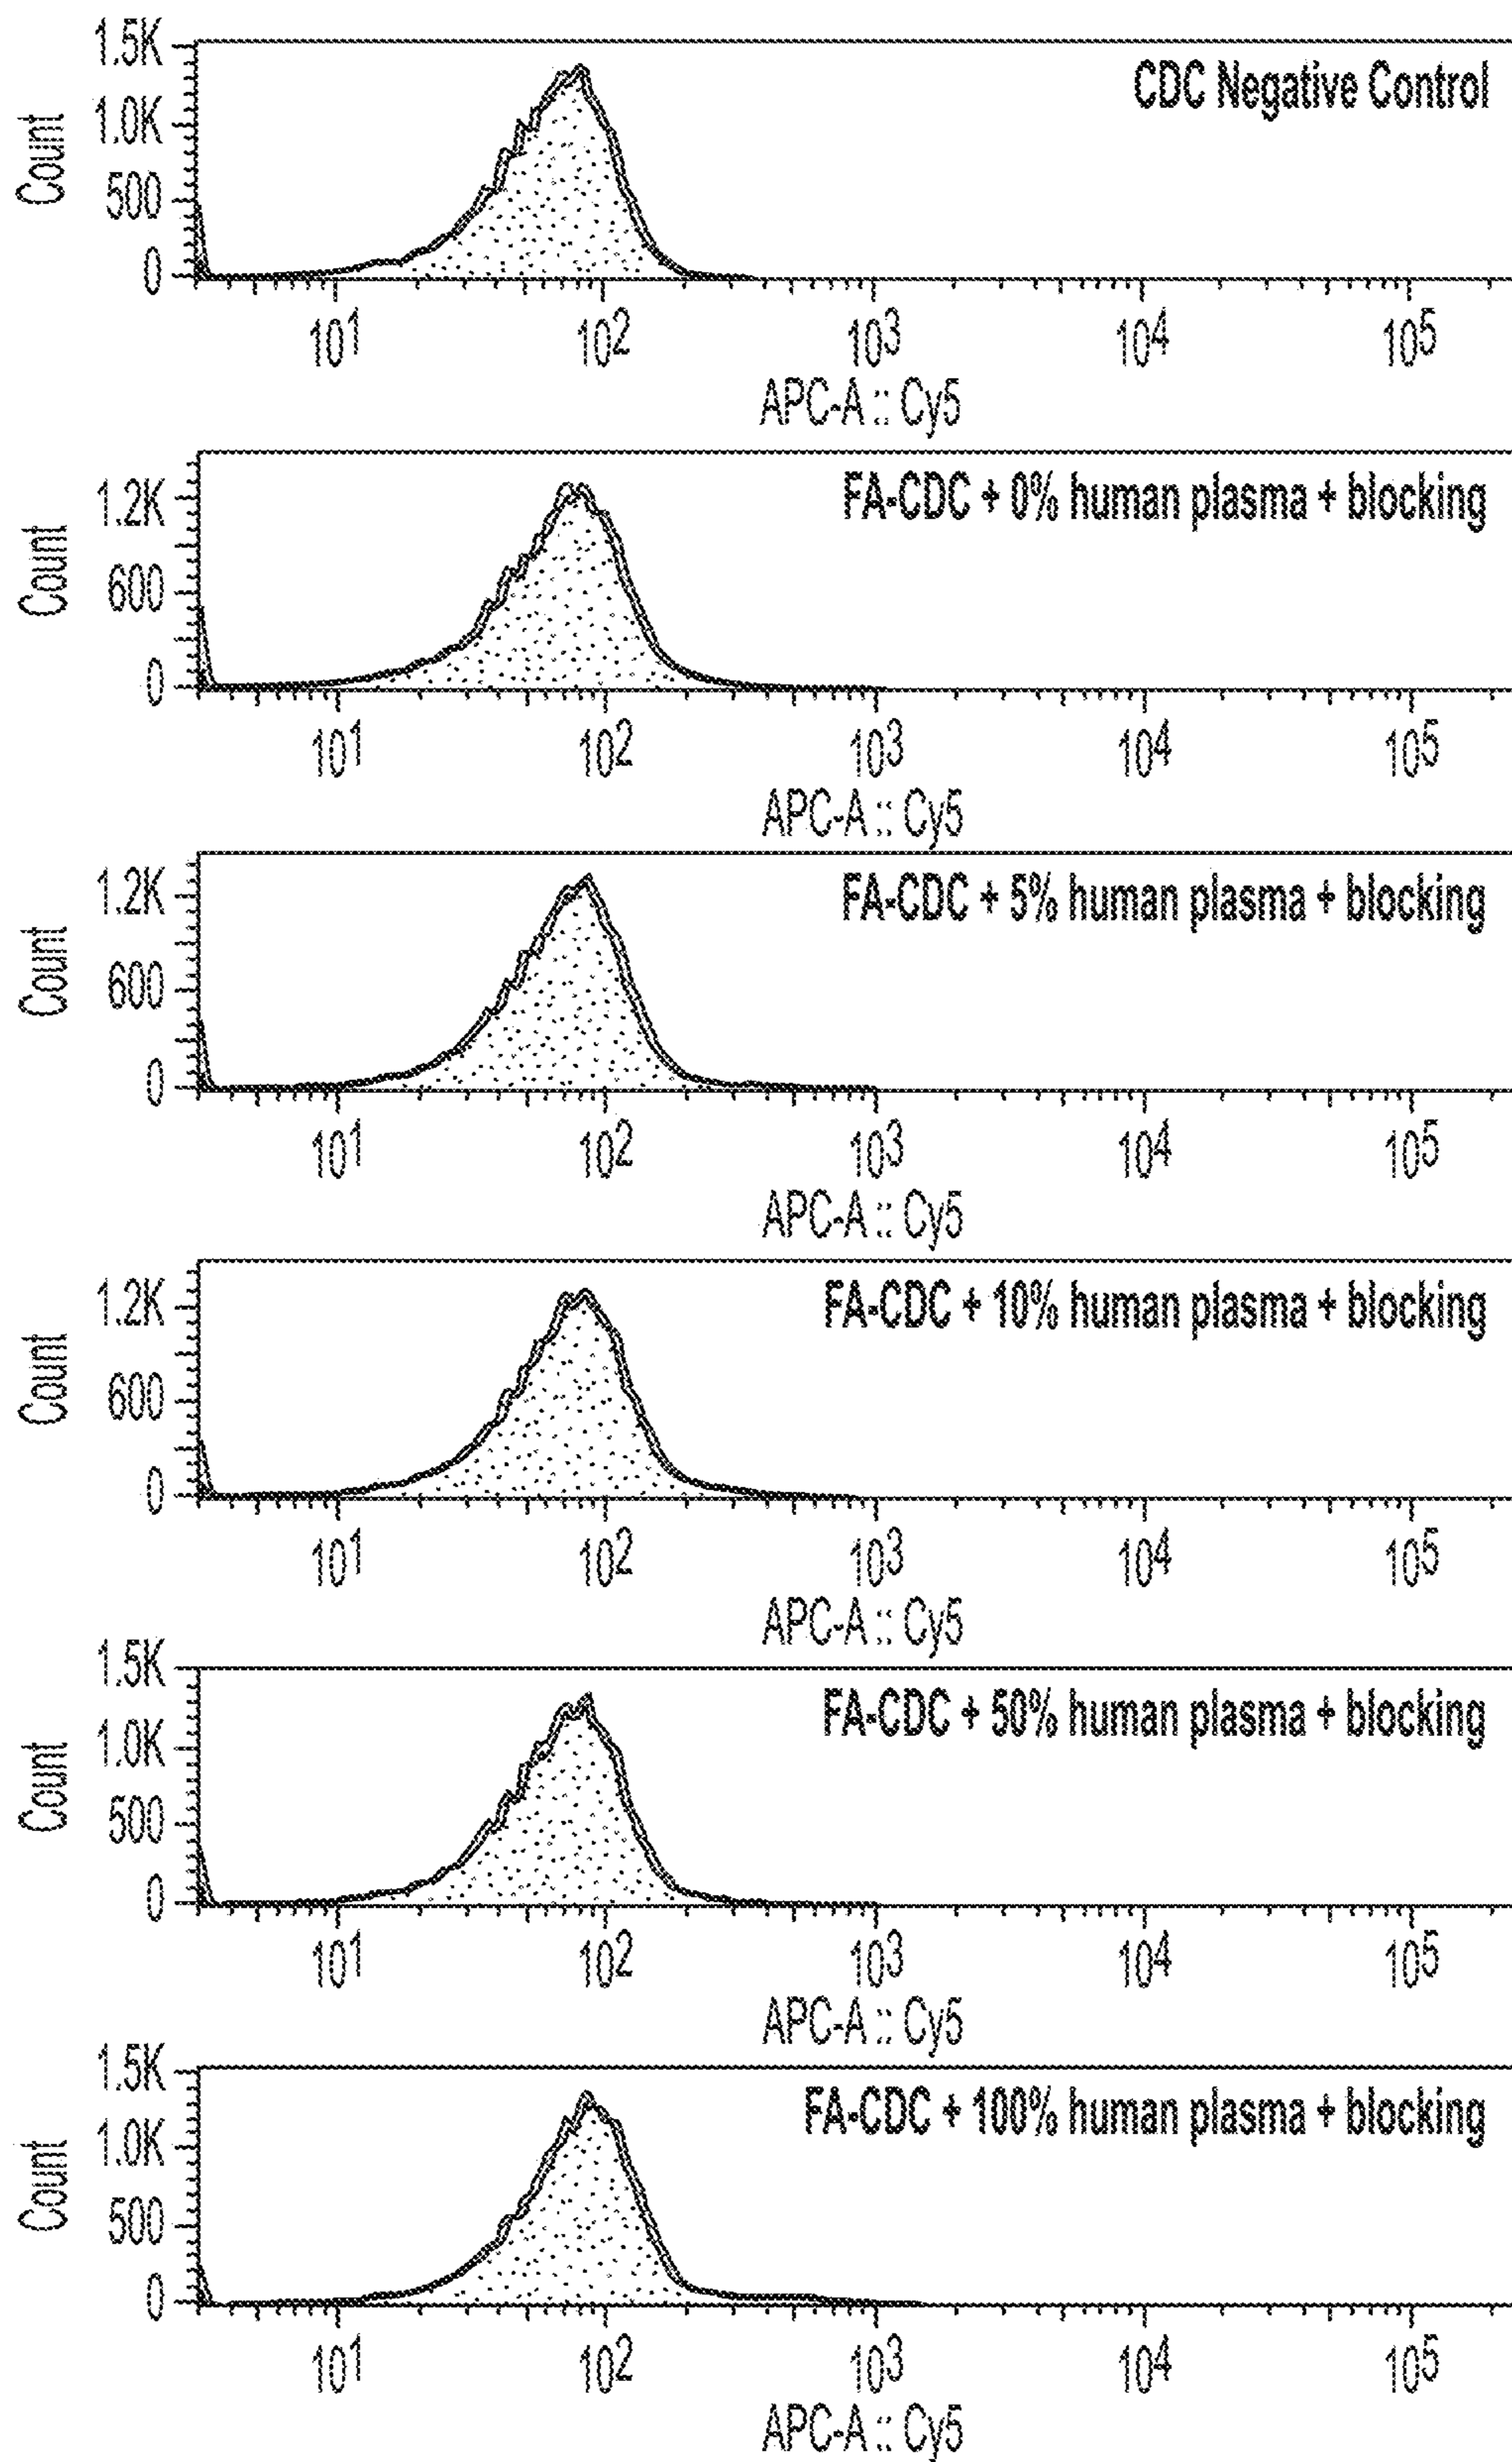 CDC Negative Control
Count
1.5K
1.0K
500
0
10¹ 10² 10³ 10⁴ 10⁵
APC-A :: Cy5
FA-CDC + 0% human plasma + blocking
Count
1.2K
600
0
10¹ 10² 10³ 10⁴ 10⁵
APC-A :: Cy5
FA-CDC + 5% human plasma + blocking
Count
1.2K
600
0
10¹ 10² 10³ 10⁴ 10⁵
APC-A :: Cy5
FA-CDC + 10% human plasma + blocking
Count
1.2K
600
0
10¹ 10² 10³ 10⁴ 10⁵
APC-A :: Cy5
FA-CDC + 50% human plasma + blocking
Count
1.5K
1.0K
500
0
10¹ 10² 10³ 10⁴ 10⁵
APC-A :: Cy5
FA-CDC + 100% human plasma + blocking
Count
1.5K
1.0K
500
0
10¹ 10² 10³ 10⁴ 10⁵
APC-A :: Cy5